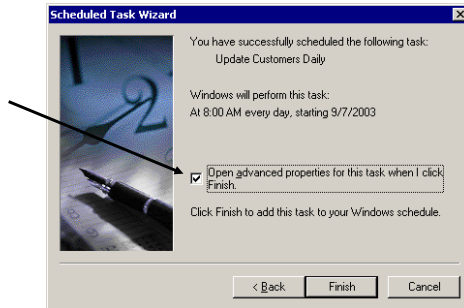 Scheduled Task Wizard
You have successfully scheduled the following task:
Update Customers Daily
Windows will perform this task:
At 8:00 AM every day, starting 9/7/2003
Open advanced properties for this task when I click
Finish.
Click Finish to add this task to your Windows schedule.
< Back Finish Cancel